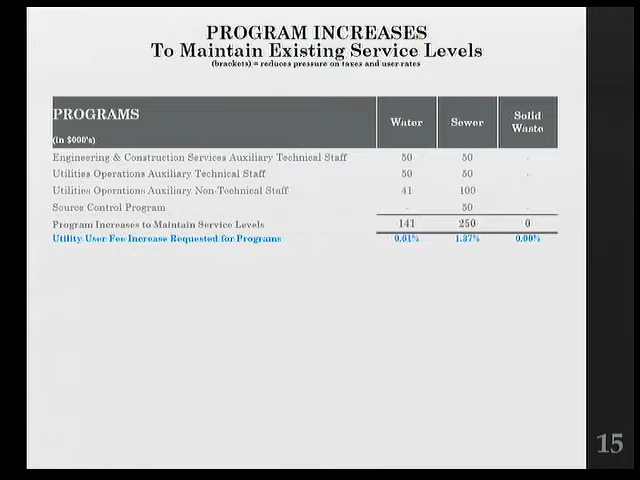 PROGRAM INCREASES
To Maintain Existing Service Levels
(brackets) = reduces pressure on taxes and user rates
PROGRAMS
(in $000's)
Water
Sewer
Solid
Waste
Engineering & Construction Services Auxiliary Technical Staff 50 50 -
Utilities Operations Auxiliary Technical Staff 50 50 -
Utilities Operations Auxiliary Non-Technical Staff 41 100
Source Control Program - 50 -
Program Increases to Maintain Service Levels 141 250 0
Utility User Fee Increase Requested for Programs 0.61% 1.37% 0.00%
15